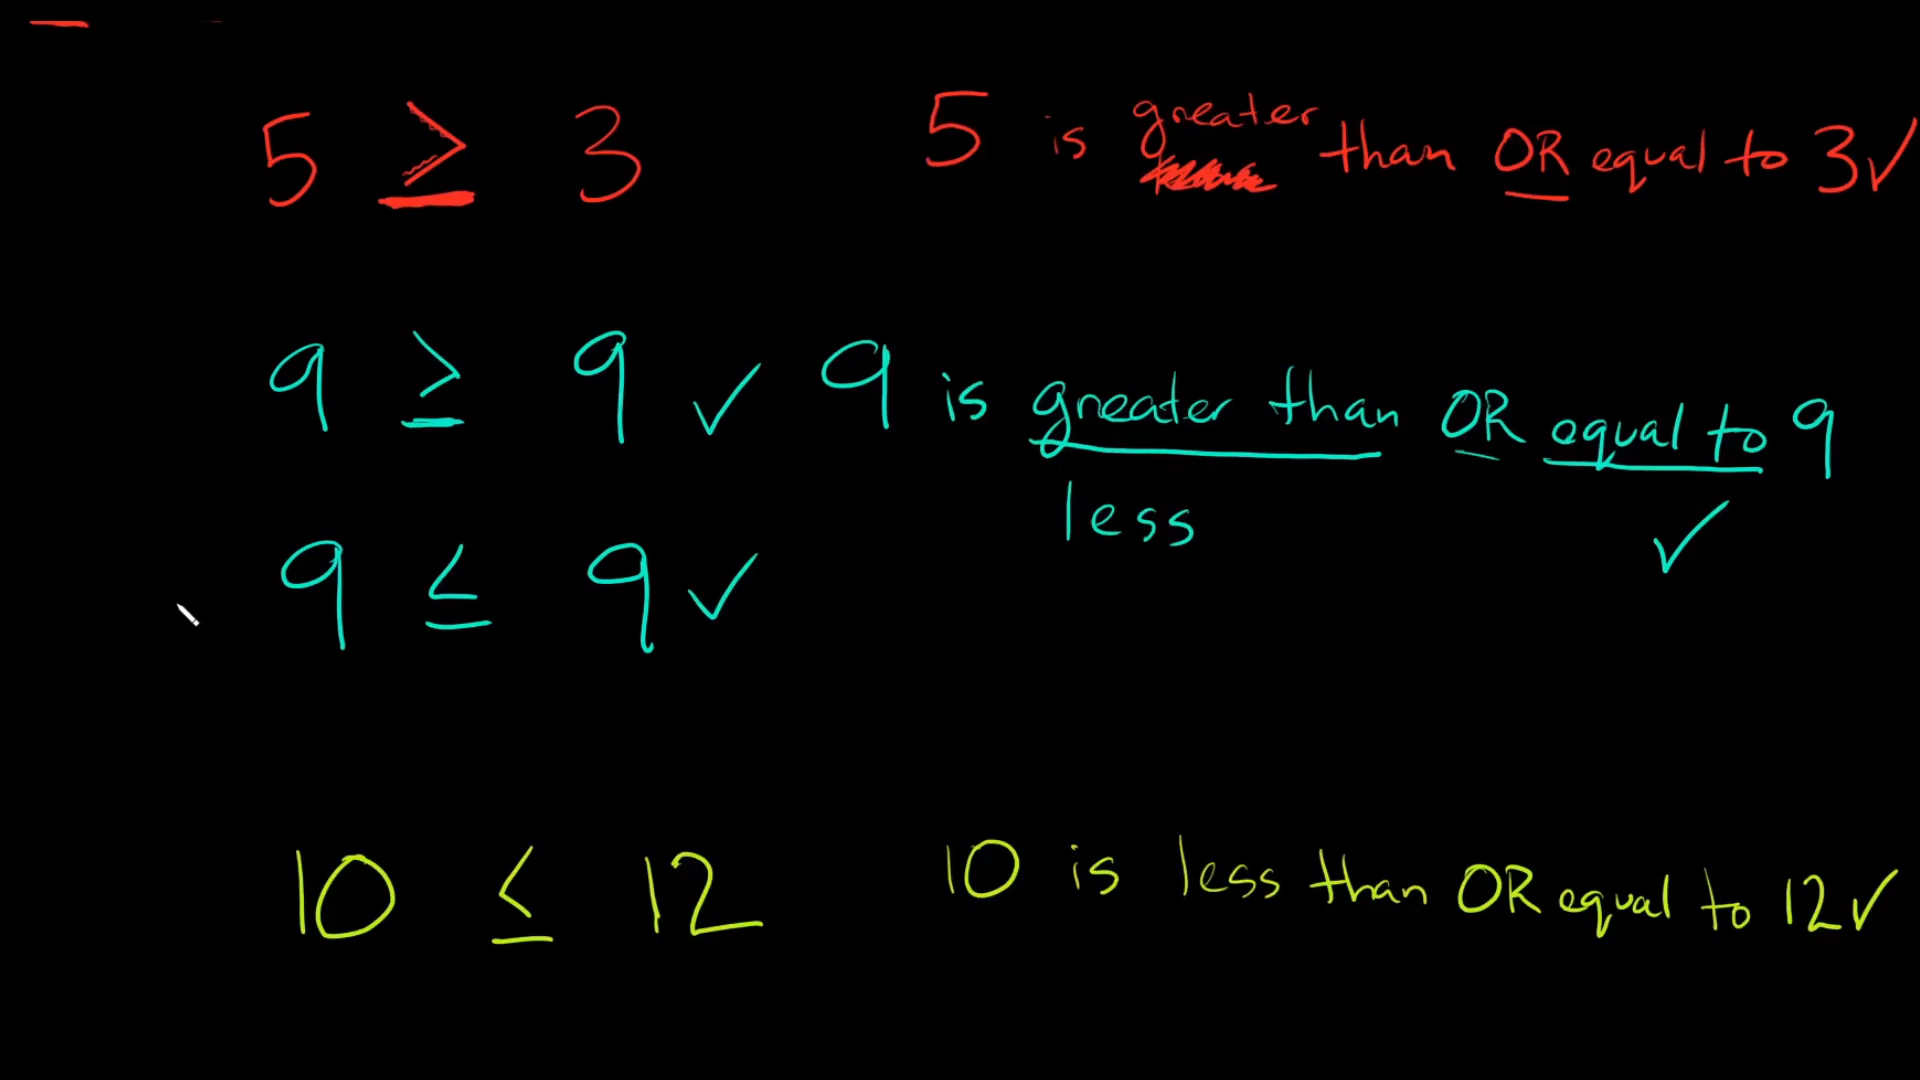 5 ≥ 3 5 is greater than OR equal to 3 ✓
9 ≥ 9 ✓ 9 is greater than OR equal to 9
less ✓
9 ≤ 9 ✓
10 ≤ 12 10 is less than OR equal to 12 ✓